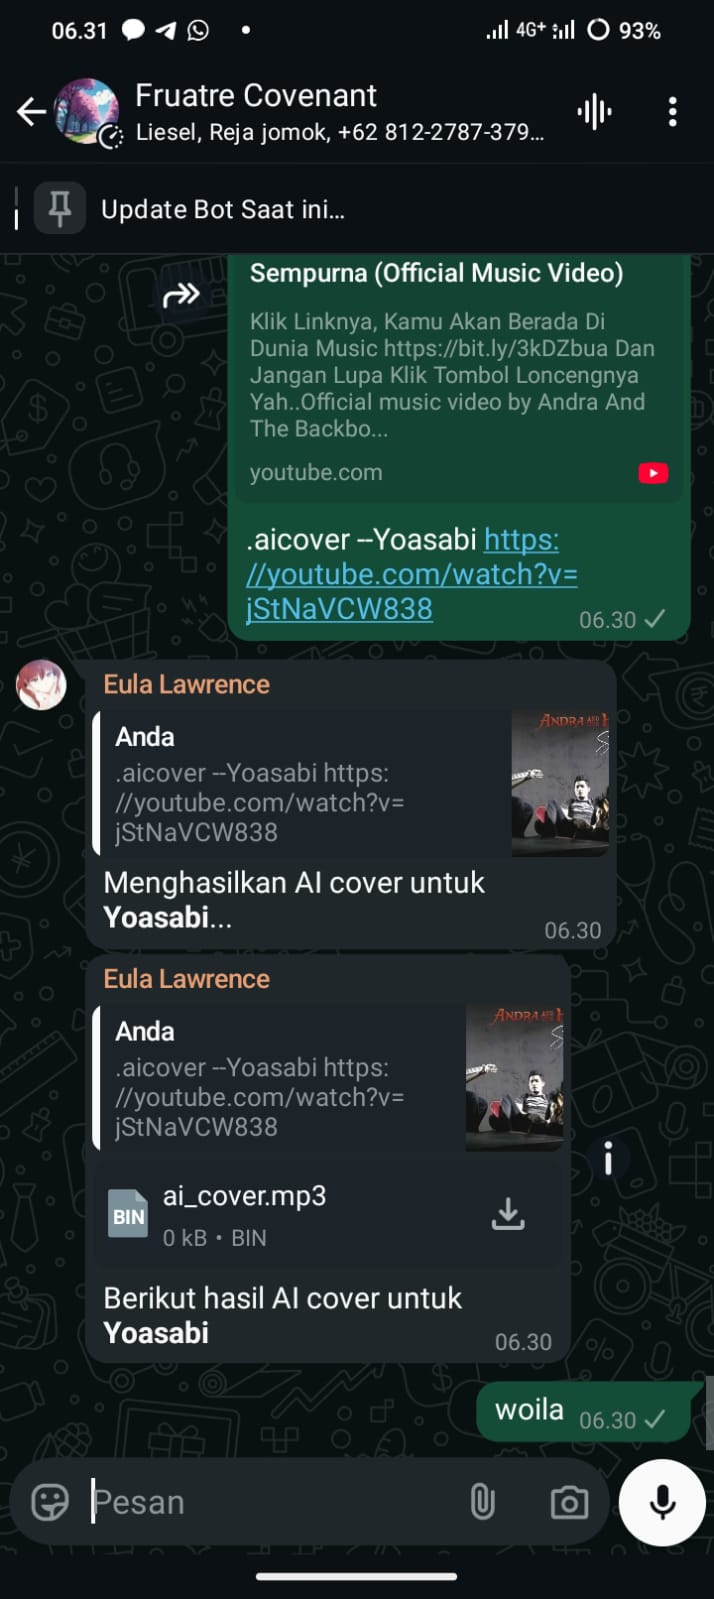 06.31
4G+
93%
Fruatre Covenant
Liesel, Reja jomok, +62 812-2787-379...
Update Bot Saat ini...
Sempurna (Official Music Video)
Klik Linknya, Kamu Akan Berada Di
Dunia Music https://bit.ly/3kDZbua Dan
Jangan Lupa Klik Tombol Loncengnya
Yah..Official music video by Andra And
The Backbo...
youtube.com
.aicover --Yoasabi https:
//youtube.com/watch?v=
jStNaVCW838
06.30
Eula Lawrence
Anda
.aicover --Yoasabi https:
//youtube.com/watch?v=
jStNaVCW838
ANDRA AND
Menghasilkan AI cover untuk
Yoasabi...
06.30
Eula Lawrence
Anda
.aicover --Yoasabi https:
//youtube.com/watch?v=
jStNaVCW838
ANDRA
BIN
ai_cover.mp3
0 kB • BIN
Berikut hasil AI cover untuk
Yoasabi
06.30
woila
06.30
Pesan